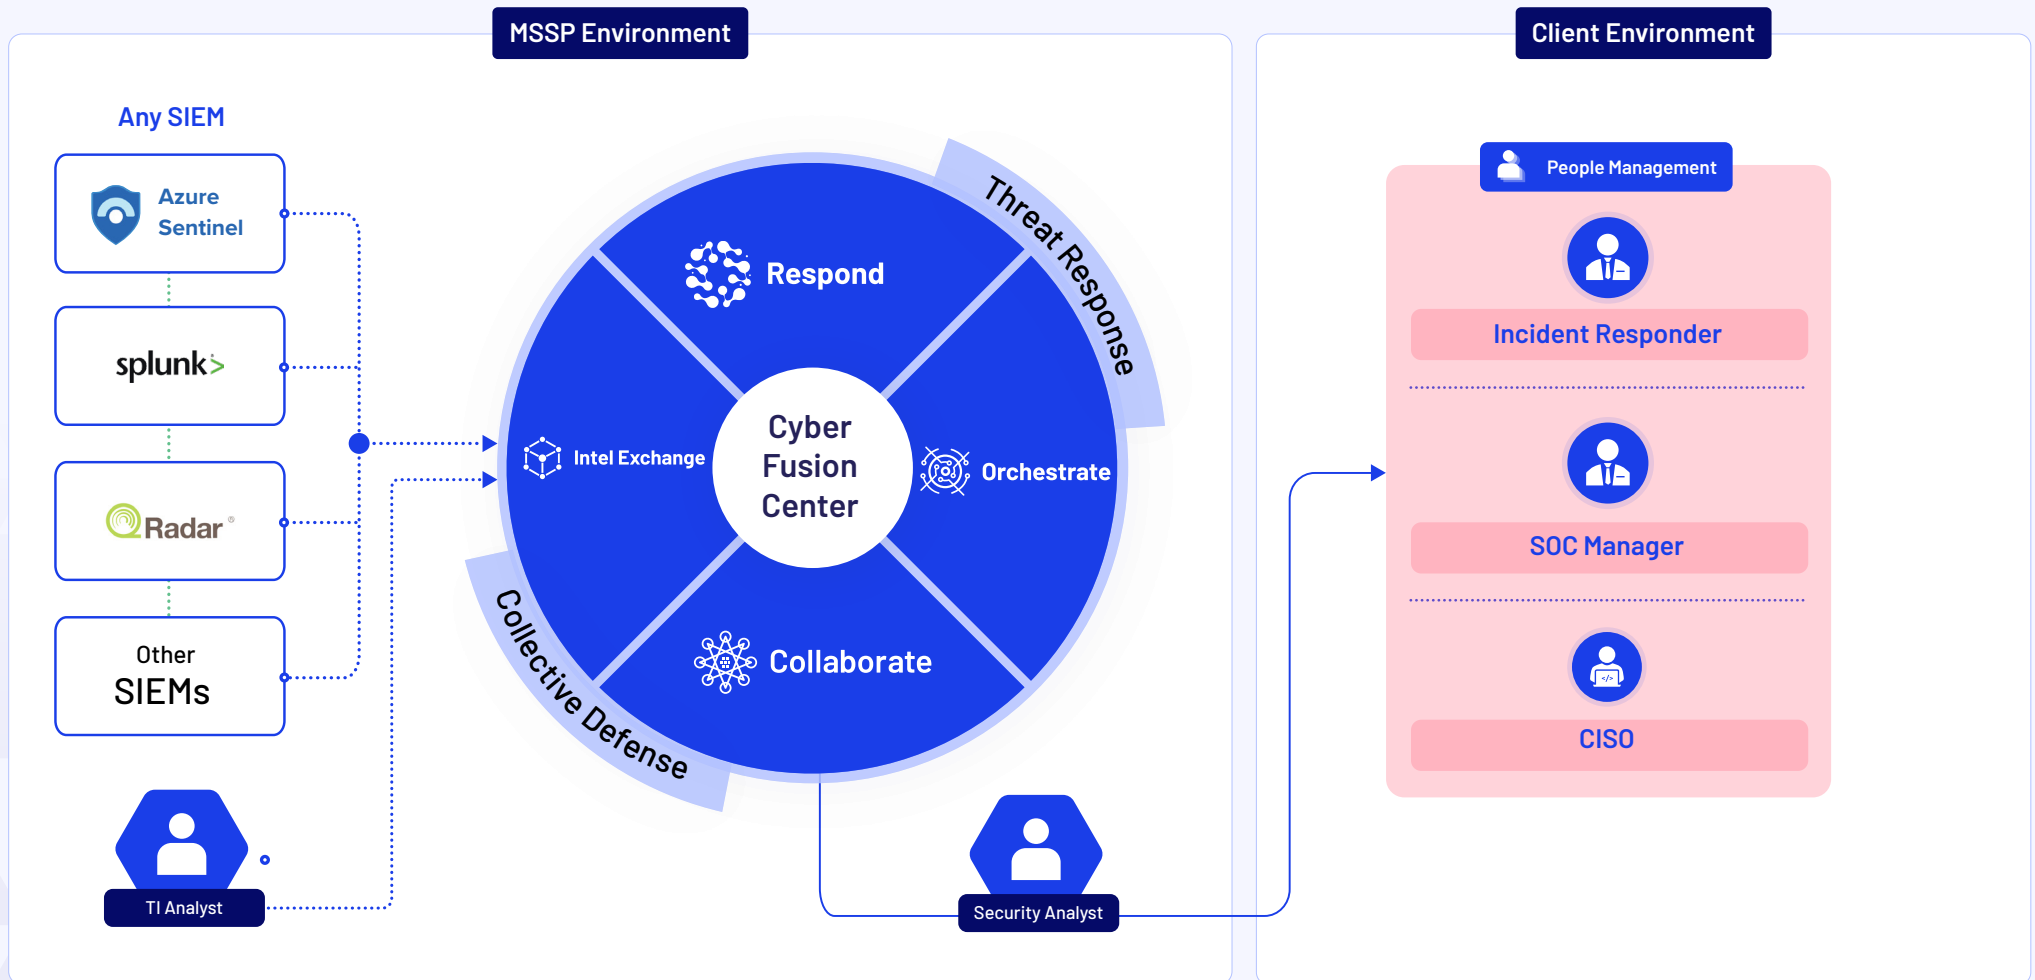 MSSP Environment
Client Environment
Any SIEM
Azure
Sentinel
splunk>
QRadar®
Other
SIEMs
TI Analyst
Respond
Threat Response
Intel Exchange
Cyber
Fusion
Center
Orchestrate
Collaborate
Collective Defense
Security Analyst
People Management
Incident Responder
SOC Manager
</>
CISO